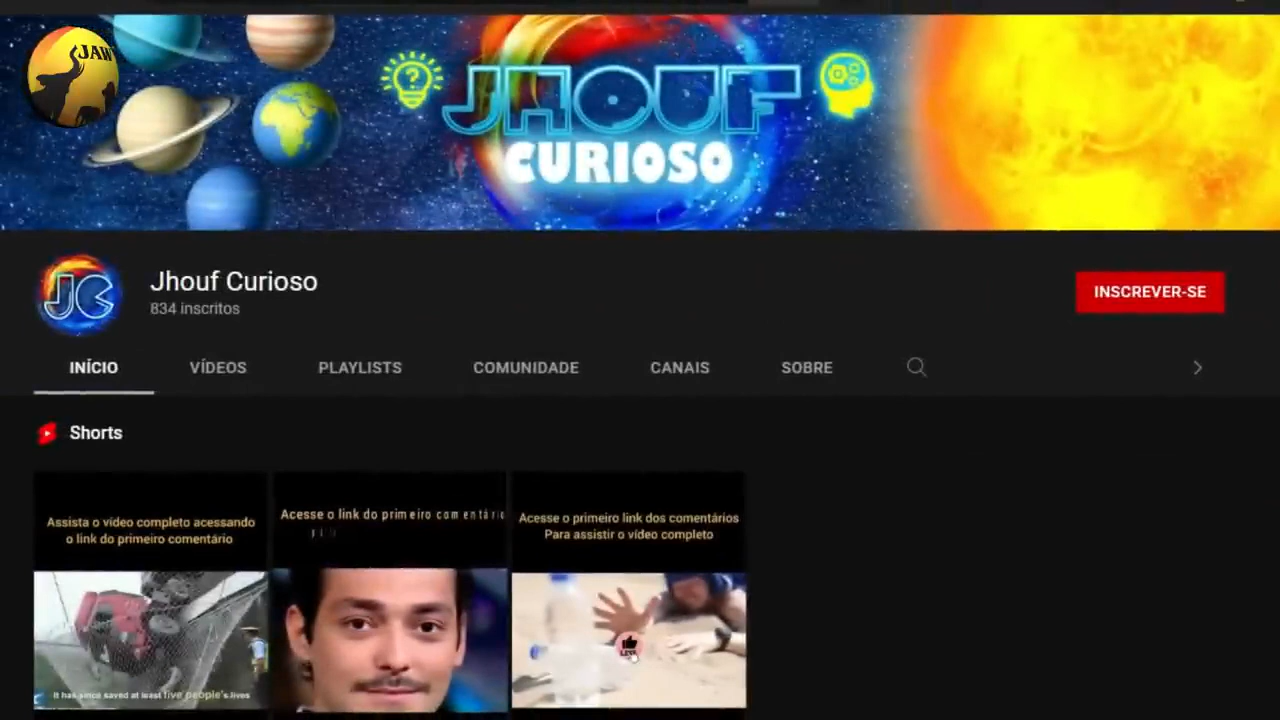 JAW
JHOUF
CURIOSO
JC
Jhouf Curioso
834 inscritos
INSCREVER-SE
INÍCIO
VÍDEOS
PLAYLISTS
COMUNIDADE
CANAIS
SOBRE
Shorts
Assista o vídeo completo acessando
o link do primeiro comentário
Acesse o link do primeiro comentário
Acesse o primeiro link dos comentários
Para assistir o vídeo completo
It has since saved at least five people's lives
LIKE